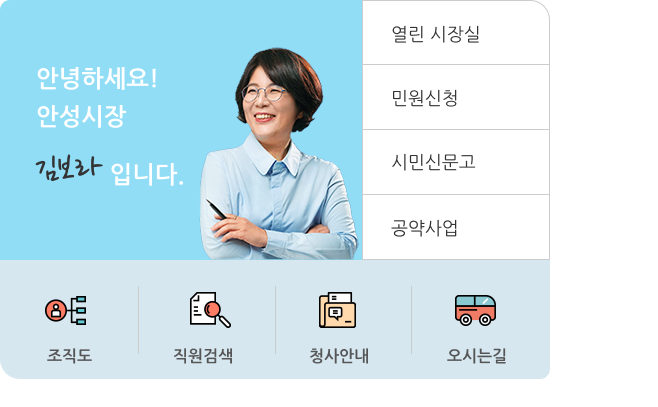 안녕하세요!
안성시장
김보라 입니다.
열린 시장실
민원신청
시민신문고
공약사업
조직도
직원검색
청사안내
오시는길